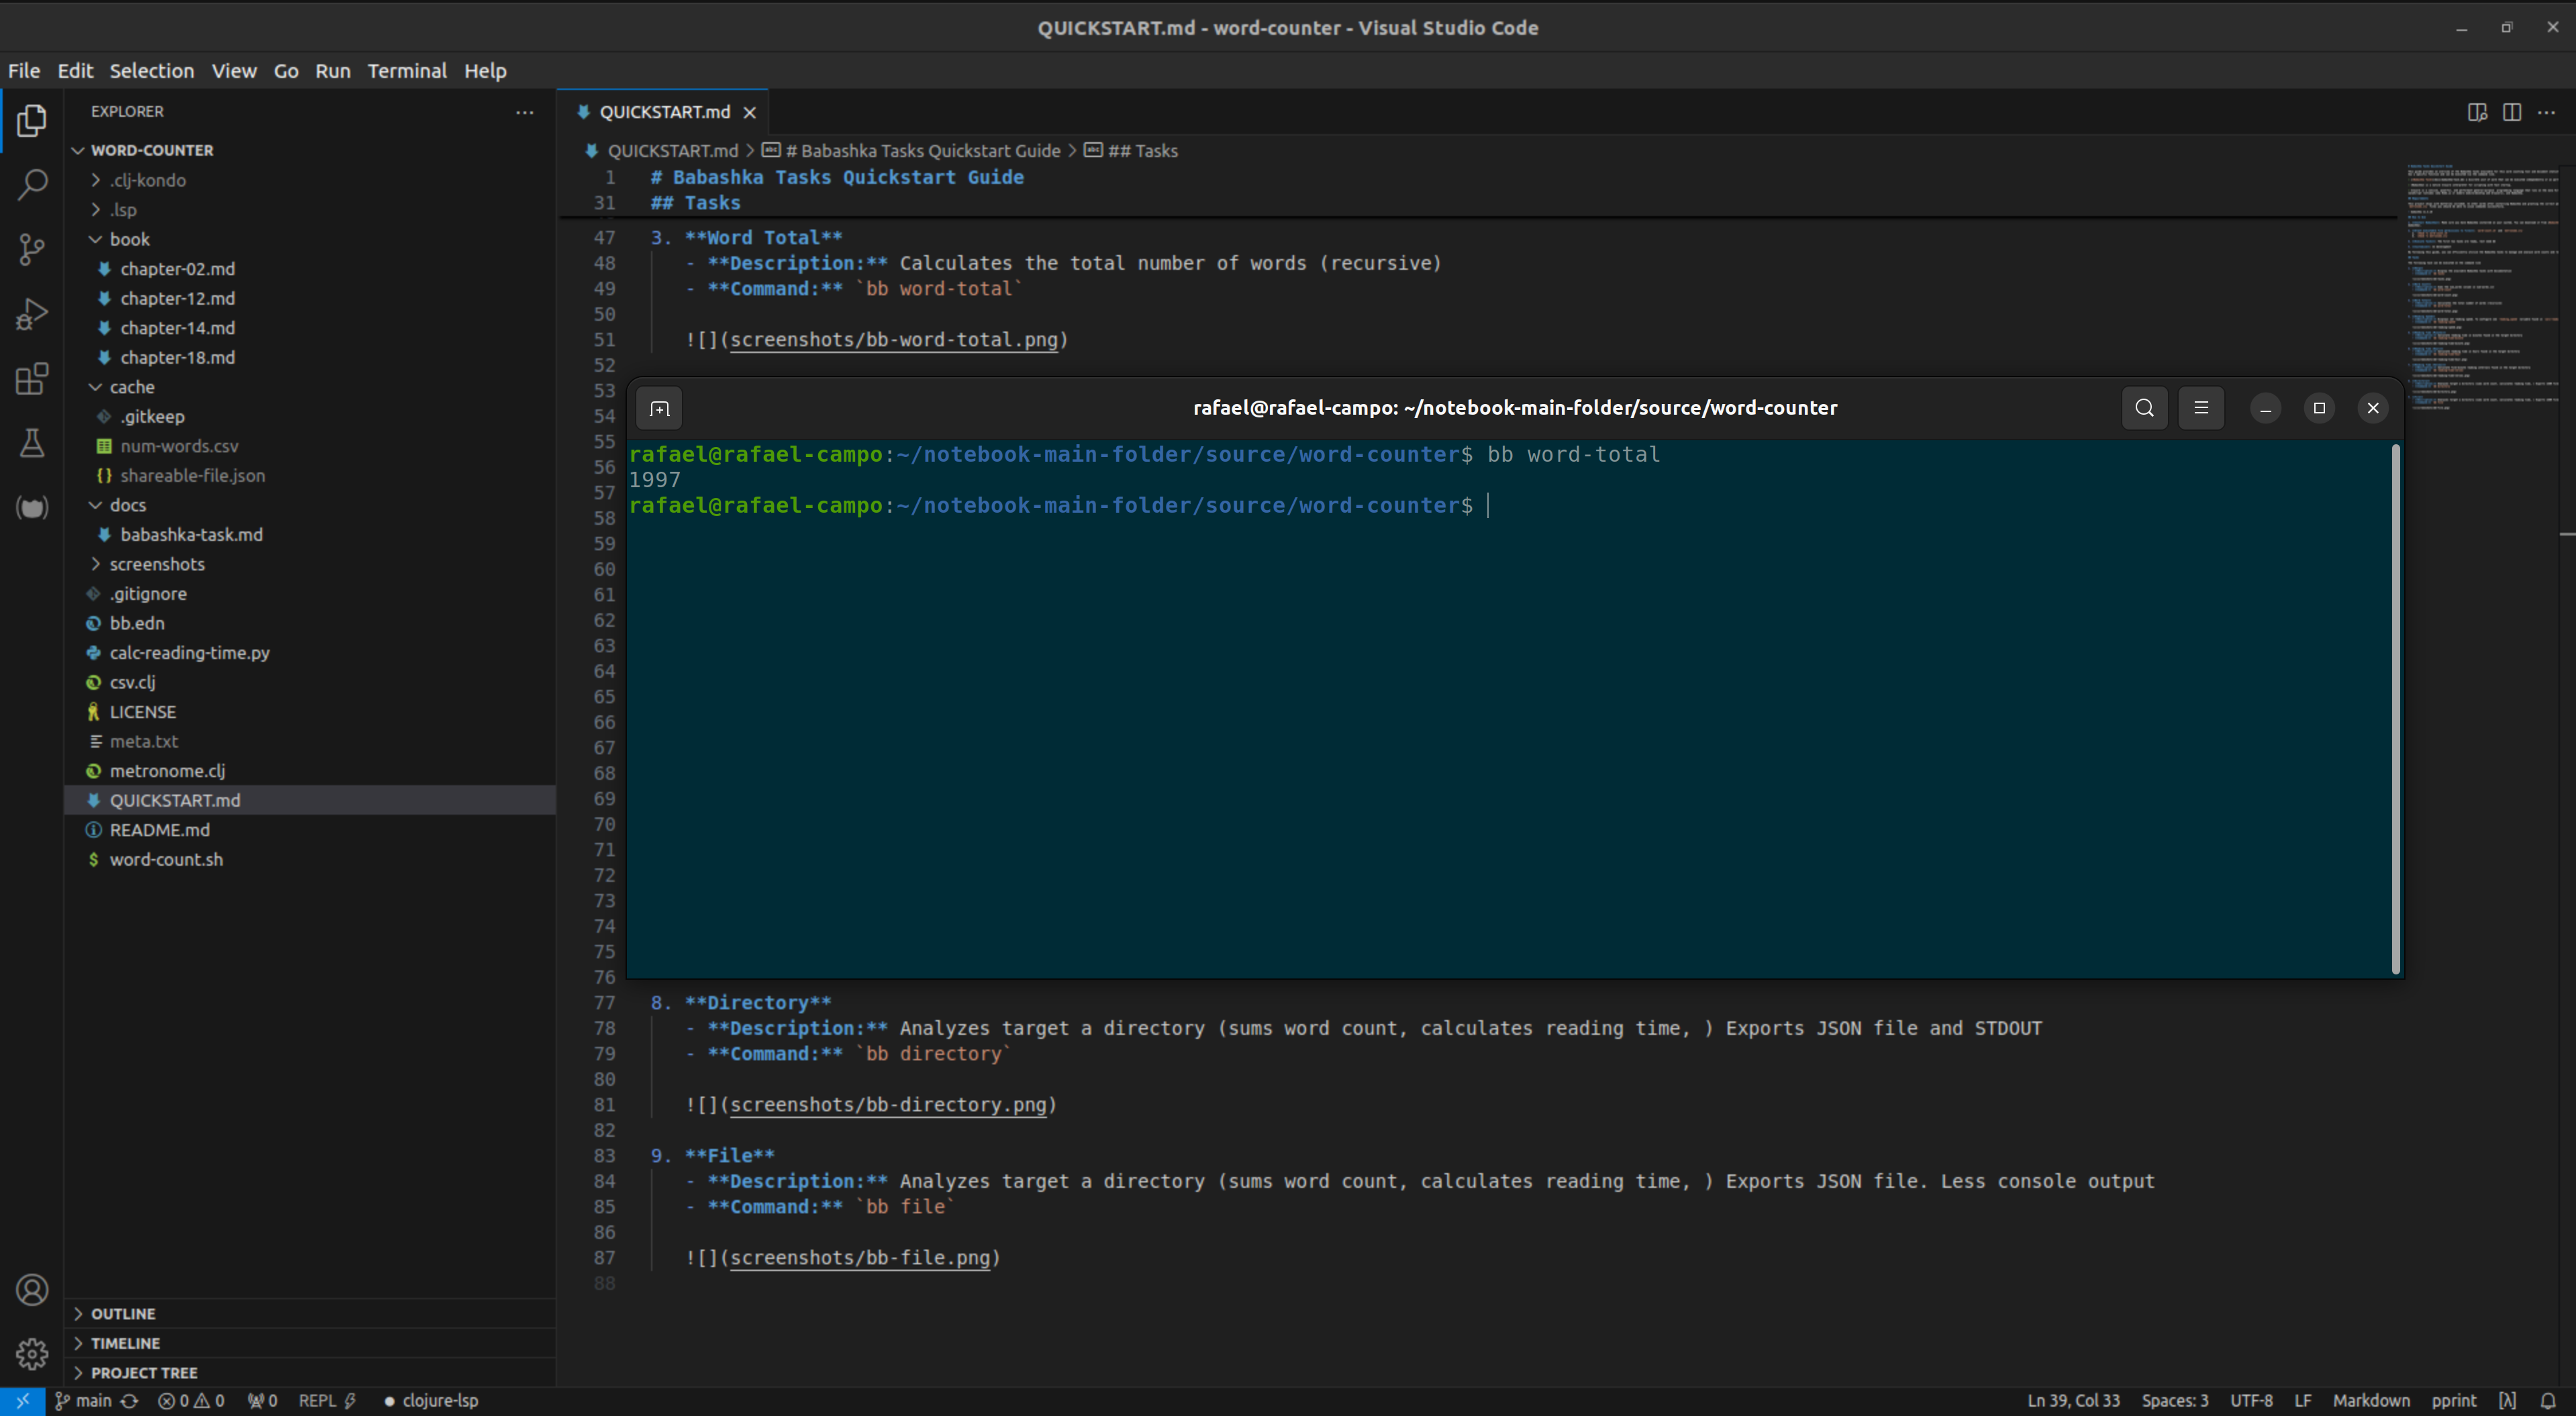 QUICKSTART.md - word-counter - Visual Studio Code
File Edit Selection View Go Run Terminal Help
EXPLORER
WORD-COUNTER
.clj-kondo
.lsp
book
chapter-02.md
chapter-12.md
chapter-14.md
chapter-18.md
cache
.gitkeep
num-words.csv
shareable-file.json
docs
babashka-task.md
screenshots
.gitignore
bb.edn
calc-reading-time.py
csv.clj
LICENSE
meta.txt
metronome.clj
QUICKSTART.md
README.md
word-count.sh
OUTLINE
TIMELINE
PROJECT TREE
QUICKSTART.md
QUICKSTART.md > # Babashka Tasks Quickstart Guide > ## Tasks
1 # Babashka Tasks Quickstart Guide
31 ## Tasks
47 3. **Word Total**
48 - **Description:** Calculates the total number of words (recursive)
49 - **Command:** `bb word-total`
50
51 ![](screenshots/bb-word-total.png)
52
53
54
55
56
57
58
59
60
61
62
63
64
65
66
67
68
69
70
71
72
73
74
75
76
rafael@rafael-campo: ~/notebook-main-folder/source/word-counter
rafael@rafael-campo:~/notebook-main-folder/source/word-counter$ bb word-total
1997
rafael@rafael-campo:~/notebook-main-folder/source/word-counter$
77 8. **Directory**
78 - **Description:** Analyzes target a directory (sums word count, calculates reading time, ) Exports JSON file and STDOUT
79 - **Command:** `bb directory`
80
81 ![](screenshots/bb-directory.png)
82
83 9. **File**
84 - **Description:** Analyzes target a directory (sums word count, calculates reading time, ) Exports JSON file. Less console output
85 - **Command:** `bb file`
86
87 ![](screenshots/bb-file.png)
88
main 0 0 0 REPL clojure-lsp Ln 39, Col 33 Spaces: 3 UTF-8 LF Markdown pprint [λ]